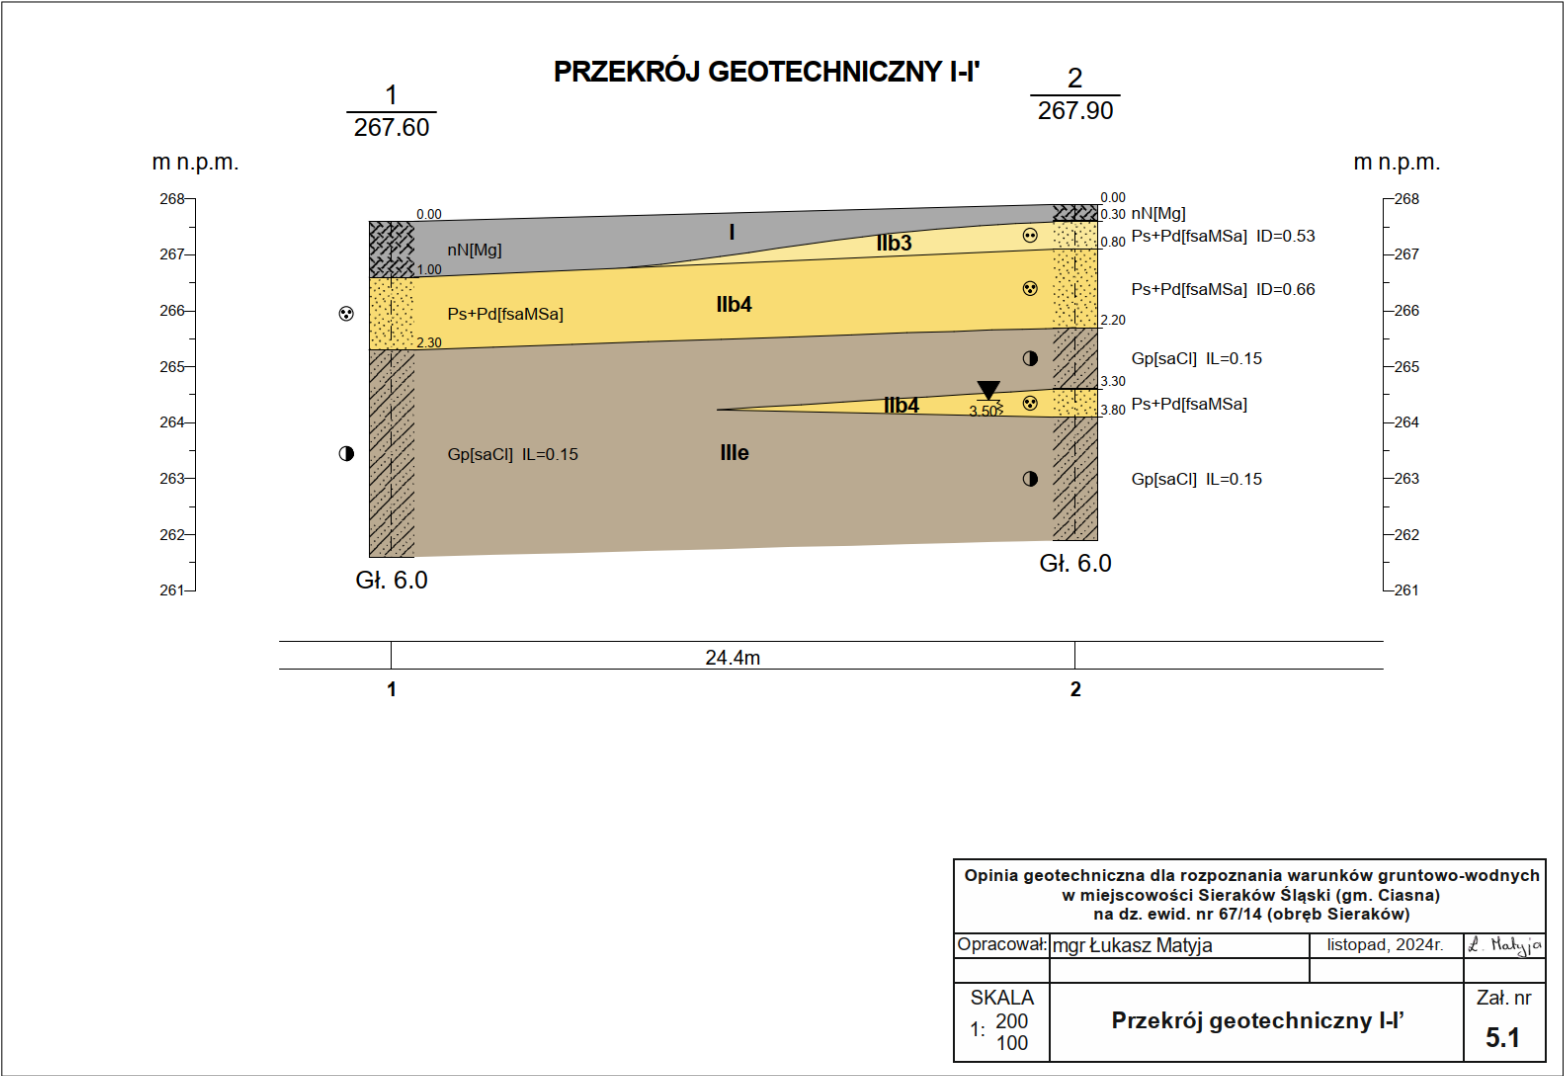 PRZEKRÓJ GEOTECHNICZNY I-I'
1
267.60
2
267.90
m n.p.m.
m n.p.m.
268
267
266
265
264
263
262
261
268
267
266
265
264
263
262
261
0.00
1.00
2.30
nN[Mg]
Ps+Pd[fsaMSa]
Gp[saCl] IL=0.15
I
IIb3
IIb4
IIb4
IIIe
3.50
0.00
0.30
0.80
2.20
3.30
3.80
nN[Mg]
Ps+Pd[fsaMSa] ID=0.53
Ps+Pd[fsaMSa] ID=0.66
Gp[saCl] IL=0.15
Ps+Pd[fsaMSa]
Gp[saCl] IL=0.15
Gł. 6.0
Gł. 6.0
24.4m
1
2
Opinia geotechniczna dla rozpoznania warunków gruntowo-wodnych
w miejscowości Sieraków Śląski (gm. Ciasna)
na dz. ewid. nr 67/14 (obręb Sieraków)
Opracował: mgr Łukasz Matyja listopad, 2024r. Ł. Matyja
SKALA
1: 200
100
Przekrój geotechniczny I-I’
Zał. nr
5.1